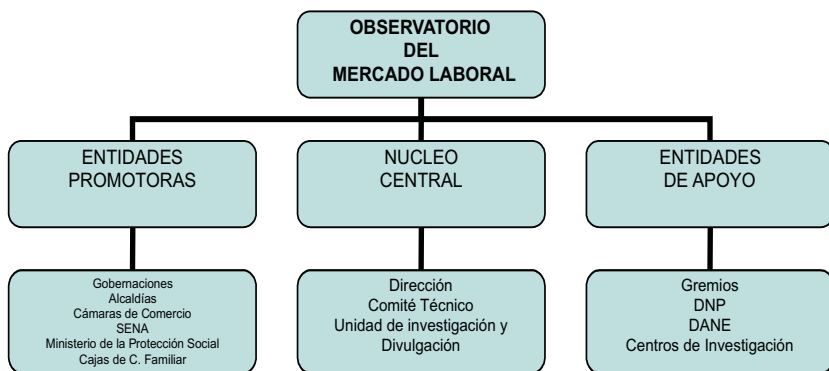 OBSERVATORIO
DEL
MERCADO LABORAL
ENTIDADES
PROMOTORAS
NUCLEO
CENTRAL
ENTIDADES
DE APOYO
Gobernaciones
Alcaldías
Cámaras de Comercio
SENA
Ministerio de la Protección Social
Cajas de C. Familiar
Dirección
Comité Técnico
Unidad de investigación y
Divulgación
Gremios
DNP
DANE
Centros de Investigación